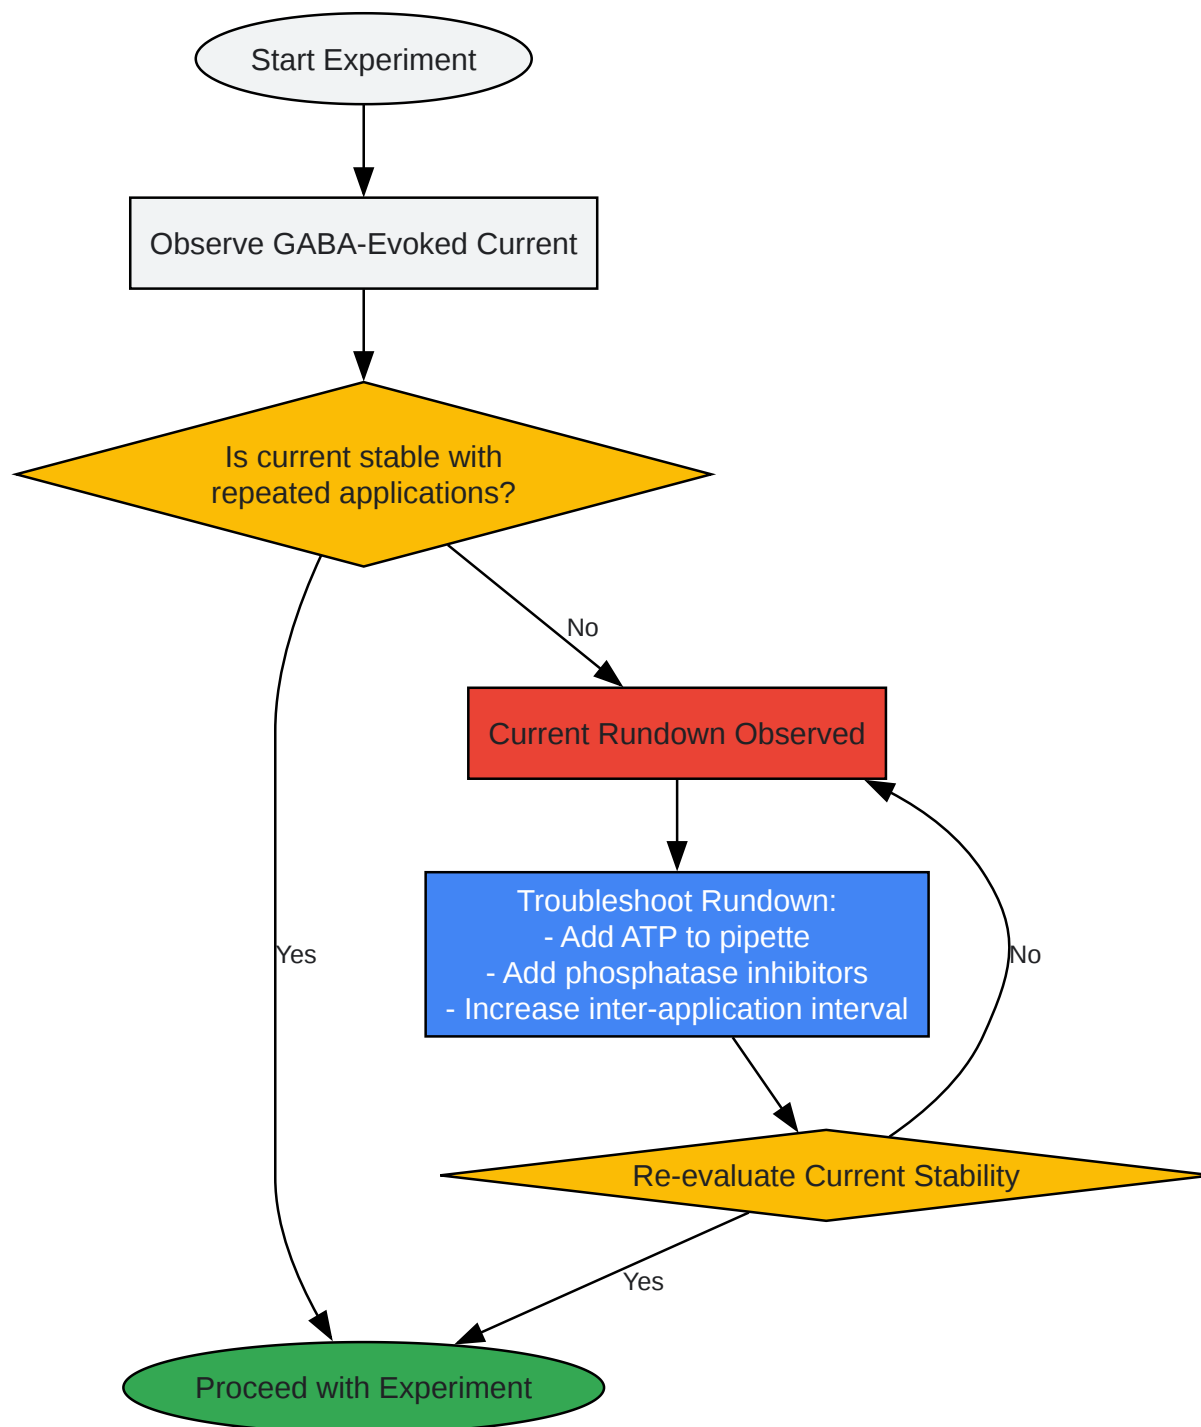 Start Experiment
Observe GABA-Evoked Current
Is current stable with
repeated applications?
No
Current Rundown Observed
Troubleshoot Rundown:
- Add ATP to pipette
- Add phosphatase inhibitors
- Increase inter-application interval
Yes
No
Re-evaluate Current Stability
Yes
Proceed with Experiment